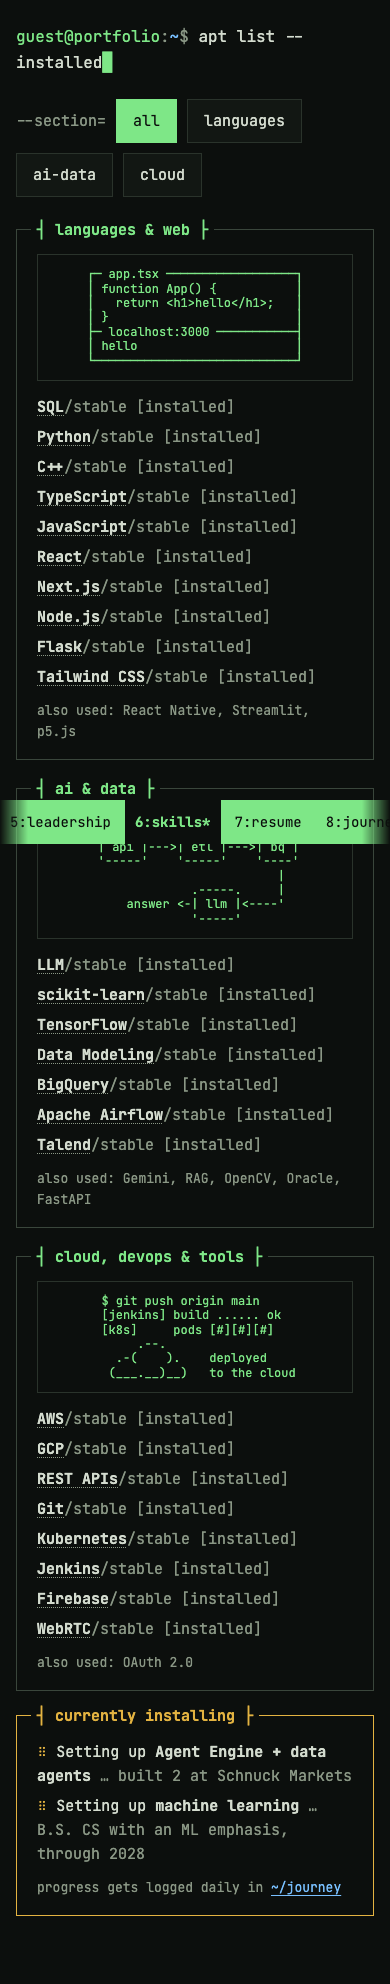 guest@portfolio:~$ apt list --
installed
--section= all languages
ai-data cloud
languages & web
app.tsx
function App() {
return <h1>hello</h1>;
}
localhost:3000
hello
SQL/stable [installed]
Python/stable [installed]
C++/stable [installed]
TypeScript/stable [installed]
JavaScript/stable [installed]
React/stable [installed]
Next.js/stable [installed]
Node.js/stable [installed]
Flask/stable [installed]
Tailwind CSS/stable [installed]
also used: React Native, Streamlit,
p5.js
ai & data
5:leadership 6:skills* 7:resume 8:journe
| api |--->| etl |--->| bq |
'-----' '-----' '----'
|
.-----. |
answer <-| llm |<----'
'-----'
LLM/stable [installed]
scikit-learn/stable [installed]
TensorFlow/stable [installed]
Data Modeling/stable [installed]
BigQuery/stable [installed]
Apache Airflow/stable [installed]
Talend/stable [installed]
also used: Gemini, RAG, OpenCV, Oracle,
FastAPI
cloud, devops & tools
$ git push origin main
[jenkins] build ...... ok
[k8s] pods [#][#][#]
.--.
.-( ). deployed
(___.__)__) to the cloud
AWS/stable [installed]
GCP/stable [installed]
REST APIs/stable [installed]
Git/stable [installed]
Kubernetes/stable [installed]
Jenkins/stable [installed]
Firebase/stable [installed]
WebRTC/stable [installed]
also used: OAuth 2.0
currently installing
⠿ Setting up Agent Engine + data
agents … built 2 at Schnuck Markets
⠿ Setting up machine learning …
B.S. CS with an ML emphasis,
through 2028
progress gets logged daily in ~/journey